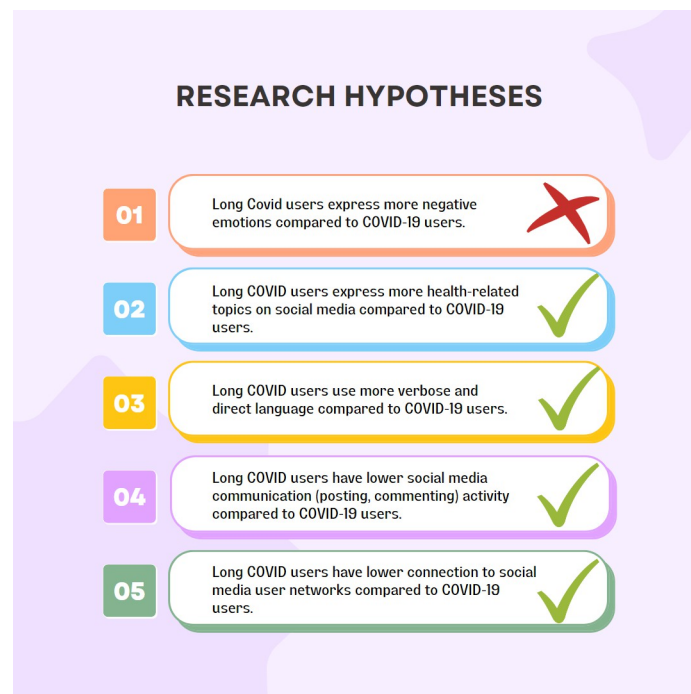 RESEARCH HYPOTHESES
01
Long Covid users express more negative
emotions compared to COVID-19 users.
02
Long COVID users express more health-related
topics on social media compared to COVID-19
users.
03
Long COVID users use more verbose and
direct language compared to COVID-19 users.
04
Long COVID users have lower social media
communication (posting, commenting) activity
compared to COVID-19 users.
05
Long COVID users have lower connection to social
media user networks compared to COVID-19
users.